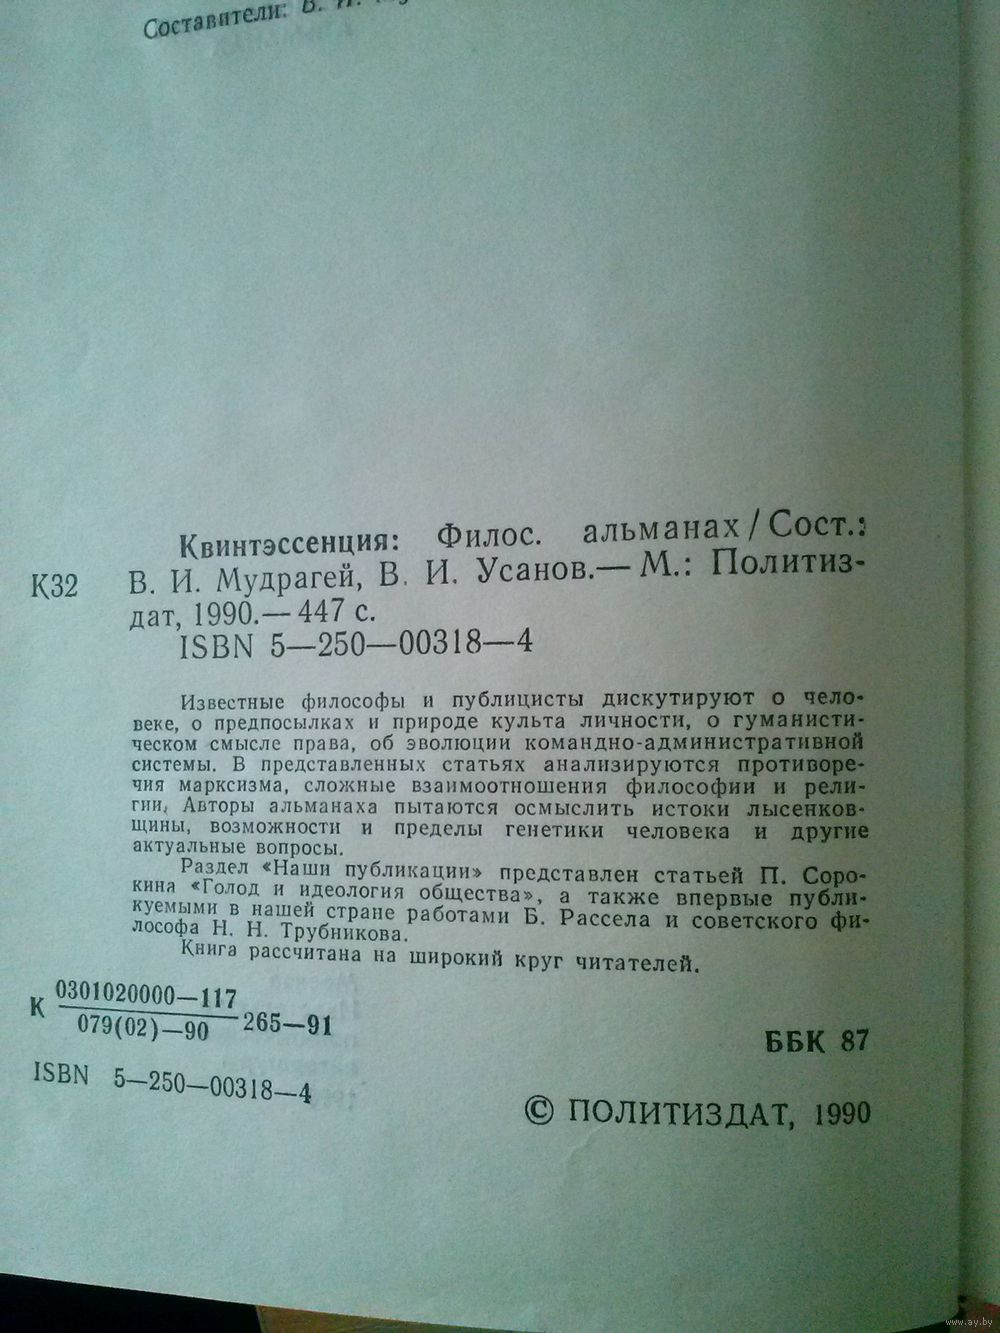 Составители: В. И.
Квинтэссенция: Филос. альманах / Сост.:
К32 В. И. Мудрагей, В. И. Усанов.— М.: Политиз-
дат, 1990.— 447 с.
ISBN 5—250—00318—4
Известные философы и публицисты дискутируют о чело-
веке, о предпосылках и природе культа личности, о гуманисти-
ческом смысле права, об эволюции командно-административной
системы. В представленных статьях анализируются противоре-
чия марксизма, сложные взаимоотношения философии и рели-
гии. Авторы альманаха пытаются осмыслить истоки лысенков-
щины, возможности и пределы генетики человека и другие
актуальные вопросы.
Раздел «Наши публикации» представлен статьей П. Соро-
кина «Голод и идеология общества», а также впервые публи-
куемыми в нашей стране работами Б. Рассела и советского фи-
лософа Н. Н. Трубникова.
Книга рассчитана на широкий круг читателей.
0301020000—117
К 265—91
079(02)—90
ББК 87
ISBN 5—250—00318—4
© ПОЛИТИЗДАТ, 1990
www.ay.by